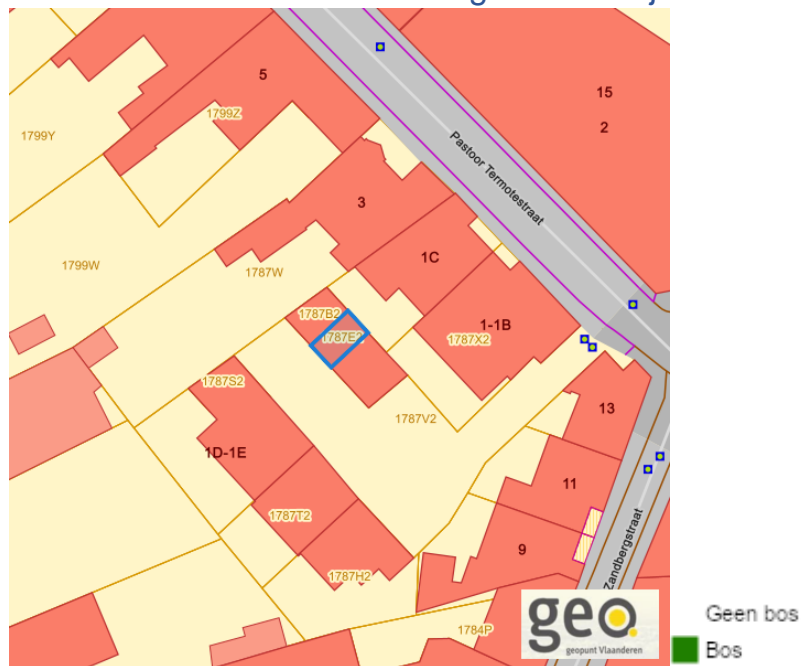 5
15
2
1799Z
1799Y
Pastoor Termotestraat
3
1C
1799W
1787W
1787B2
1787E2
1-1B
1787X2
1787S2
13
1787V2
1D-1E
11
1787T2
9
1787H2
Zandbergstraat
1784P
geo.
geopunt Vlaanderen
Geen bos
Bos